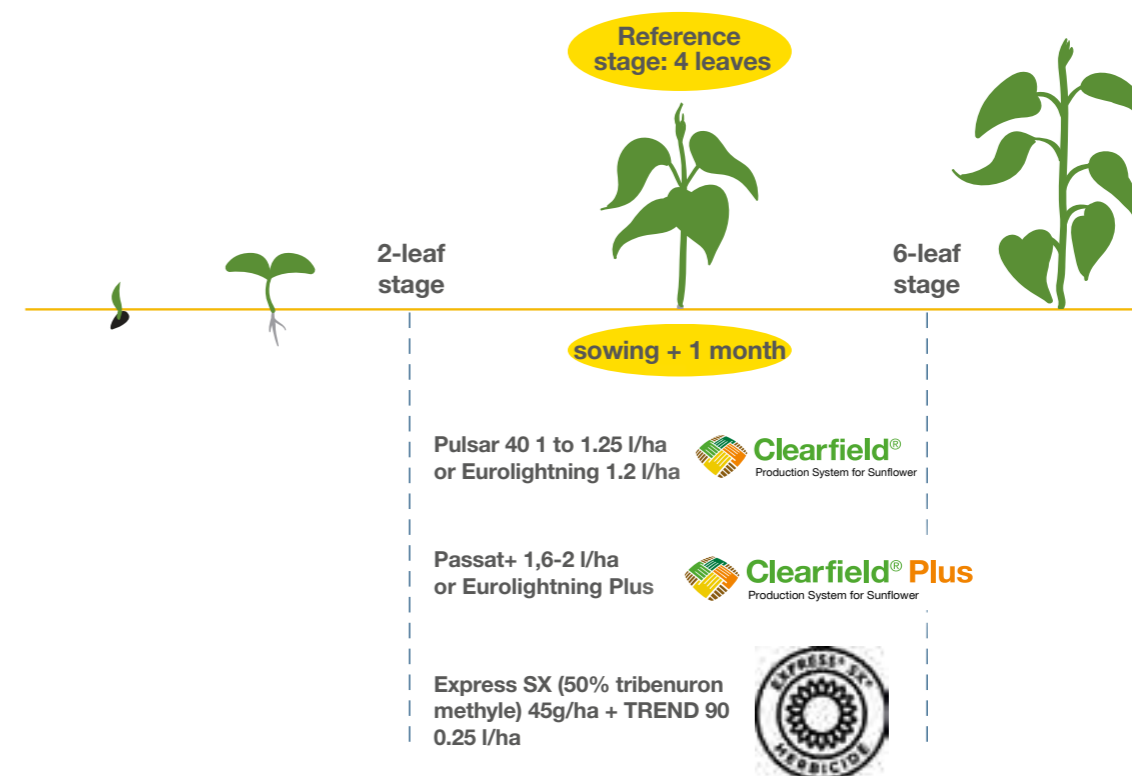 Reference
stage: 4 leaves
2-leaf
stage
6-leaf
stage
sowing + 1 month
Pulsar 40 1 to 1.25 l/ha
or Eurolightning 1.2 l/ha
Clearfield®
Production System for Sunflower
Passat+ 1,6-2 l/ha
or Eurolightning Plus
Clearfield® Plus
Production System for Sunflower
Express SX (50% tribenuron
methyle) 45g/ha + TREND 90
0.25 l/ha
EXPRESS® SX®
HERBICIDE